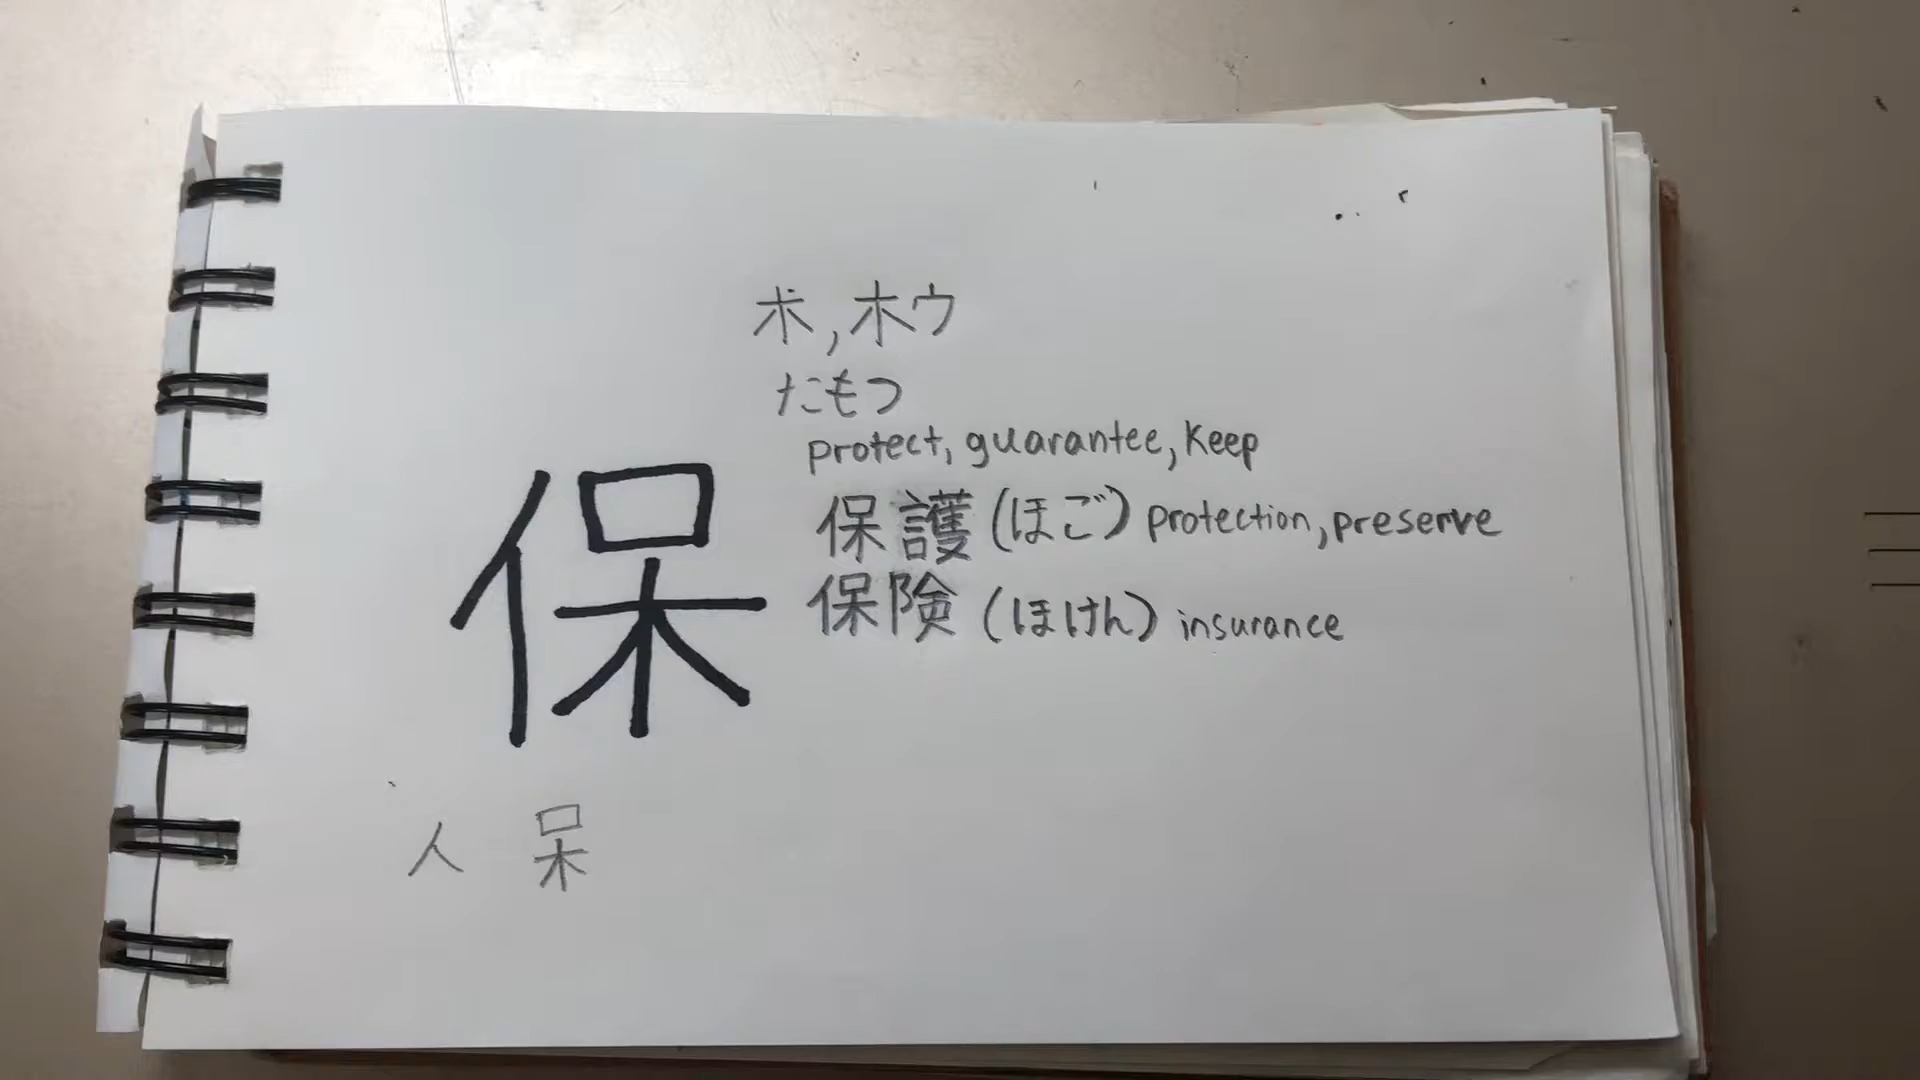 ホ,ホウ
たもつ
protect, guarantee, keep
保護(ほご) protection, preserve
保険(ほけん) insurance
保
人 呆